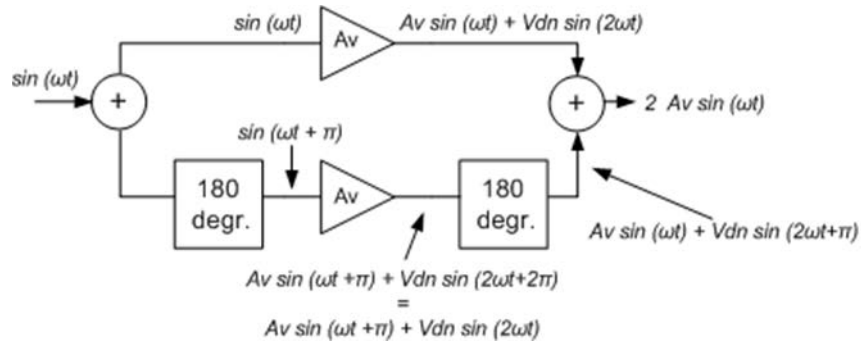 sin (ωt)
Av
Av sin (ωt) + Vdn sin (2ωt)
sin (ωt)
+
+
2 Av sin (ωt)
sin (ωt + π)
180
degr.
Av
180
degr.
Av sin (ωt) + Vdn sin (2ωt+π)
Av sin (ωt +π) + Vdn sin (2ωt+2π)
=
Av sin (ωt +π) + Vdn sin (2ωt)